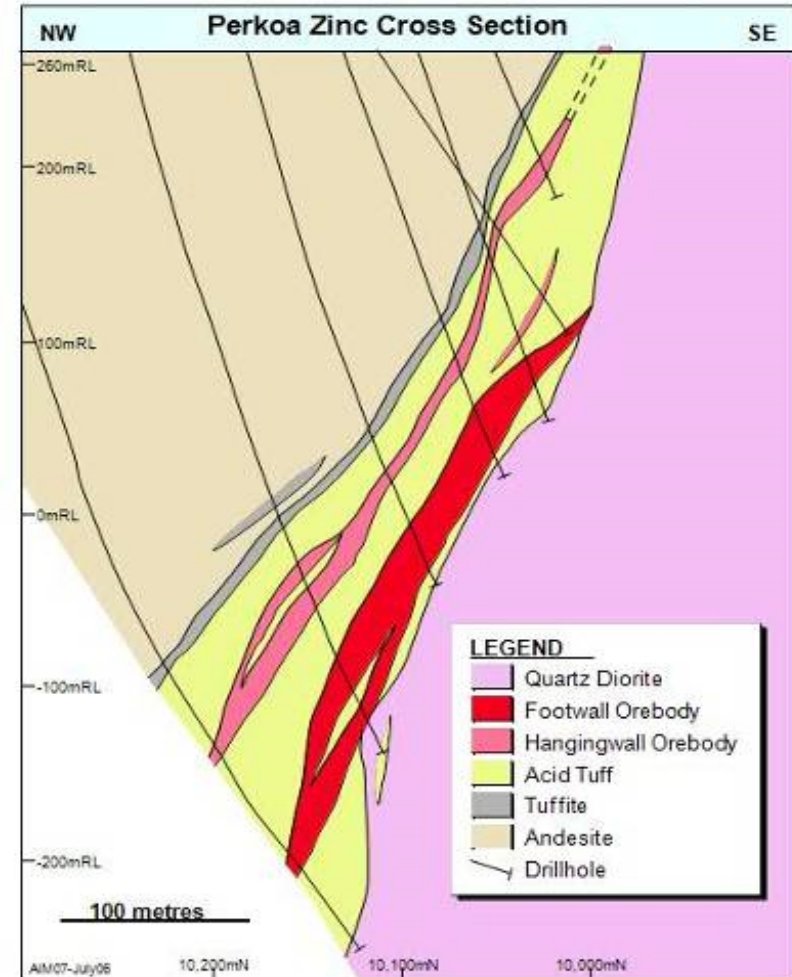 NW Perkoa Zinc Cross Section SE
260mRL
200mRL
100mRL
0mRL
-100mRL
-200mRL
LEGEND
Quartz Diorite
Footwall Orebody
Hangingwall Orebody
Acid Tuff
Tuffite
Andesite
Drillhole
100 metres
AIM07-July06 10,200mN 10,100mN 10,000mN